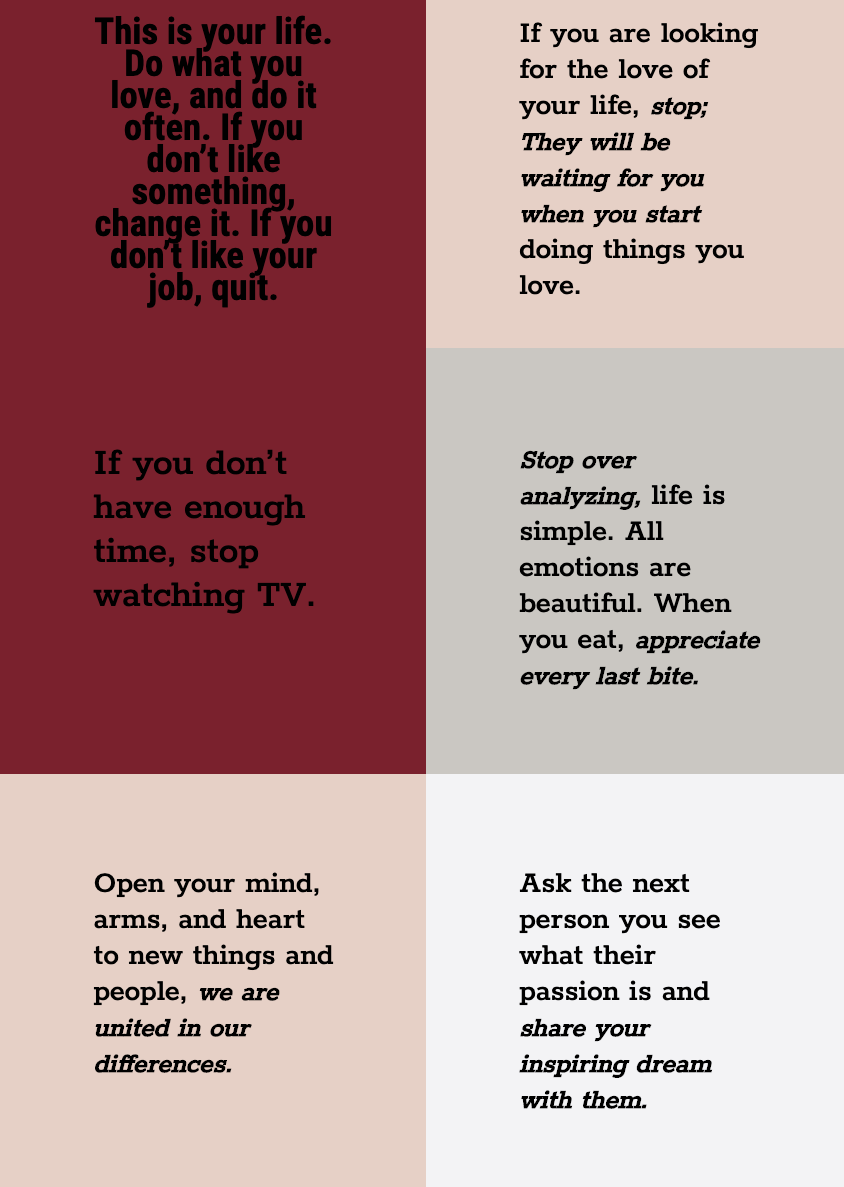 This is your life.
Do what you
love, and do it
often. If you
don’t like
something,
change it. If you
don’t like your
job, quit.
If you are looking
for the love of
your life, stop;
They will be
waiting for you
when you start
doing things you
love.
If you don’t
have enough
time, stop
watching TV.
Stop over
analyzing, life is
simple. All
emotions are
beautiful. When
you eat, appreciate
every last bite.
Open your mind,
arms, and heart
to new things and
people, we are
united in our
differences.
Ask the next
person you see
what their
passion is and
share your
inspiring dream
with them.